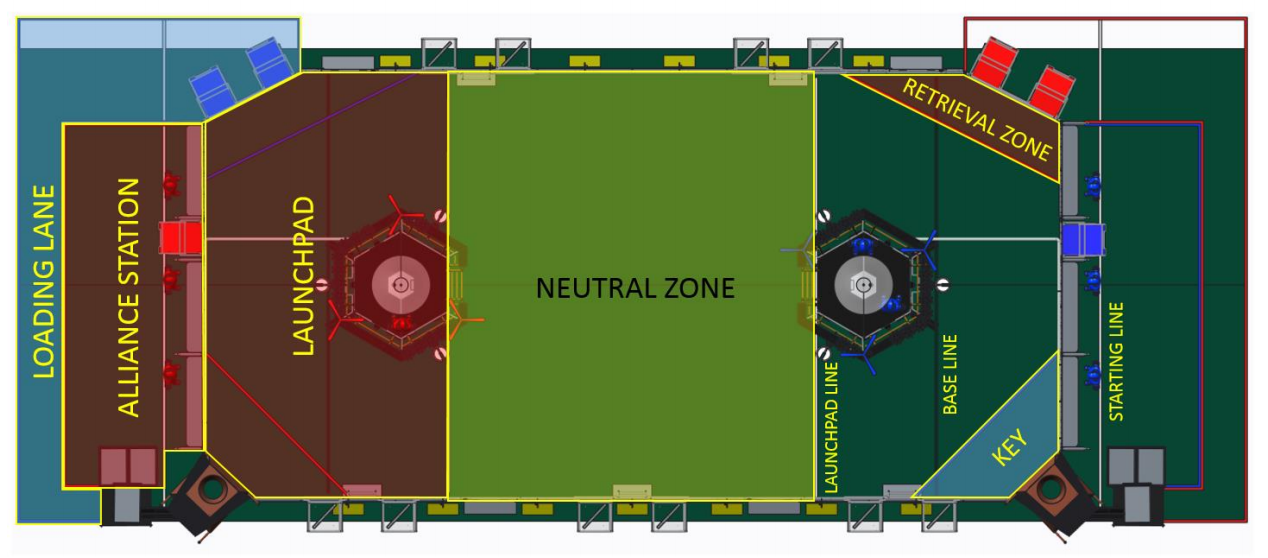 LOADING LANE
ALLIANCE STATION
LAUNCHPAD
NEUTRAL ZONE
RETRIEVAL ZONE
LAUNCHPAD LINE
BASE LINE
KEY
STARTING LINE